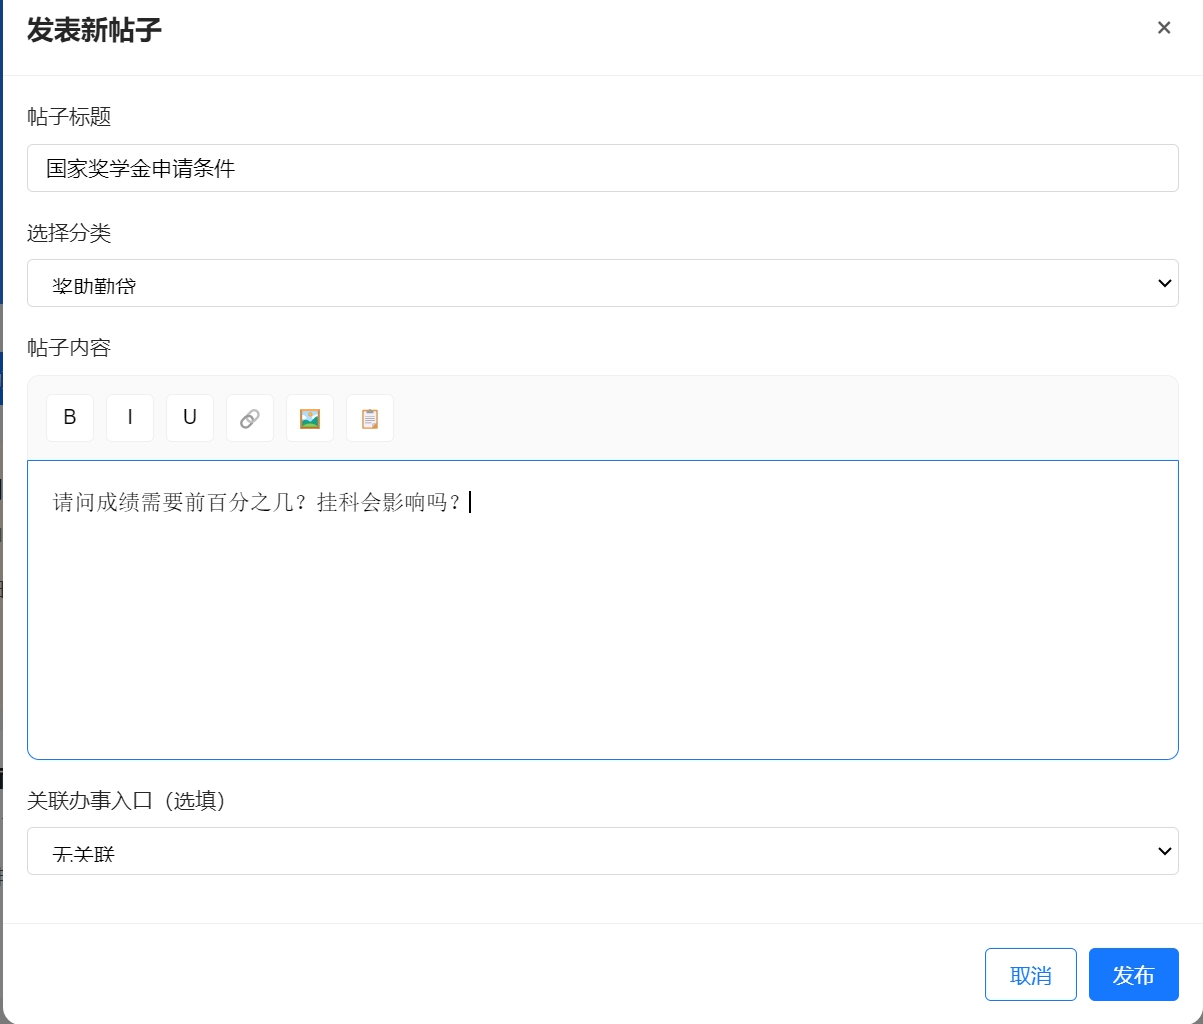 发表新帖子
×
帖子标题
国家奖学金申请条件
选择分类
奖助勤贷
帖子内容
B I U
请问成绩需要前百分之几？挂科会影响吗？
关联办事入口（选填）
无关联
取消 发布